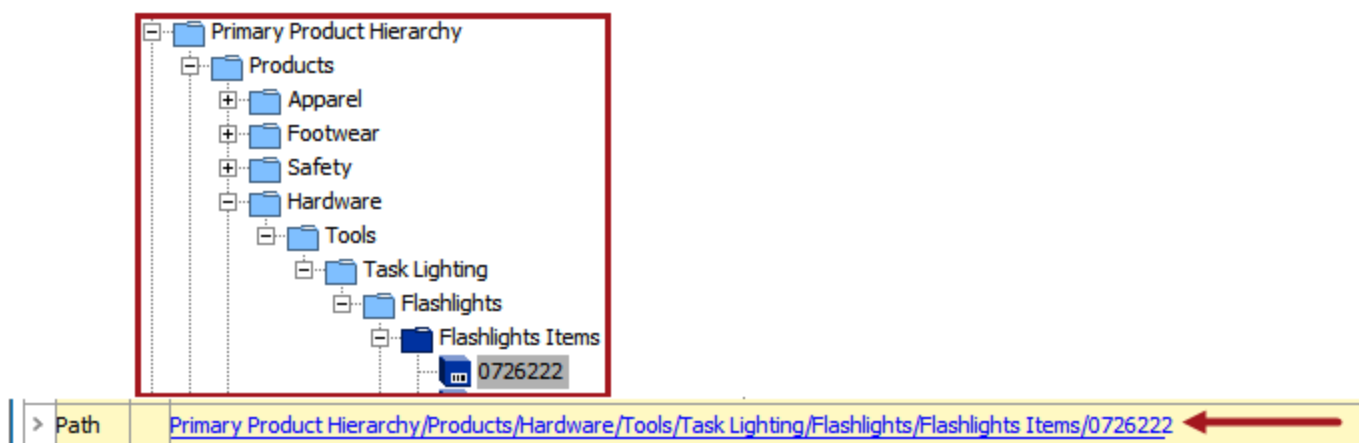 Primary Product Hierarchy
Products
Apparel
Footwear
Safety
Hardware
Tools
Task Lighting
Flashlights
Flashlights Items
0726222
> Path Primary Product Hierarchy/Products/Hardware/Tools/Task Lighting/Flashlights/Flashlights Items/0726222